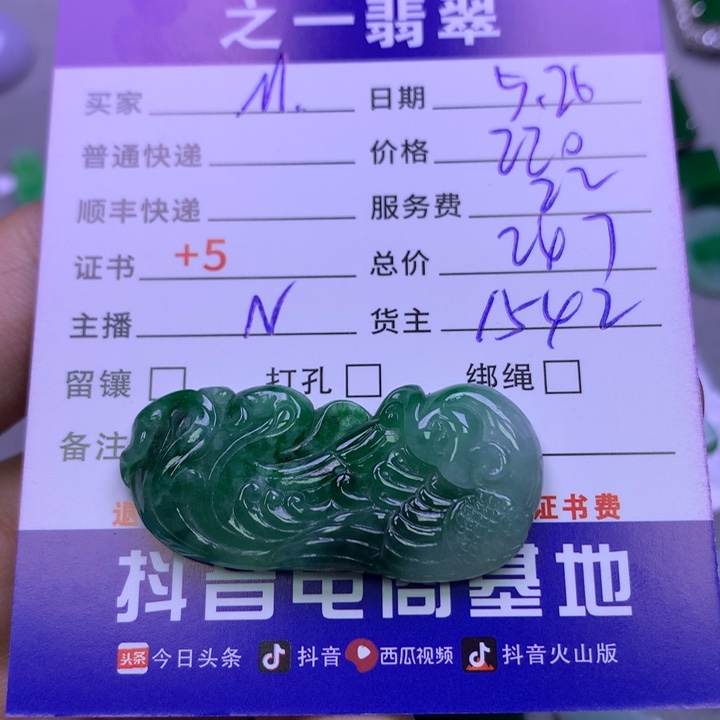 之一翡翠
买家 M. 日期 5.26
普通快递 价格 220
顺丰快递 服务费 22
证书 +5 总价 247
主播 N 货主 1542
留镶 打孔 绑绳
备注
退 证书费
抖音电商基地
头条 今日头条 抖音 西瓜视频 抖音火山版